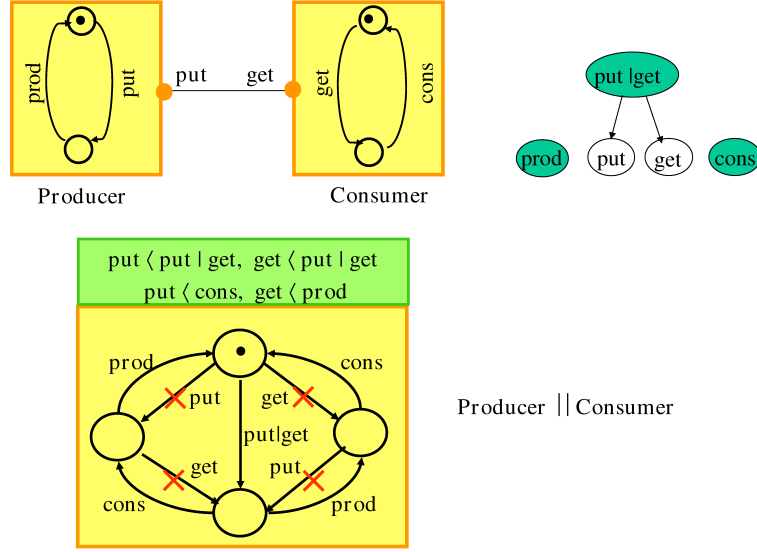 prod
put
put
get
get
cons
put |get
prod
put
get
cons
Producer
Consumer
put 〈 put | get, get 〈 put | get
put 〈 cons, get 〈 prod
prod
cons
put
get
put|get
get
put
cons
prod
Producer || Consumer